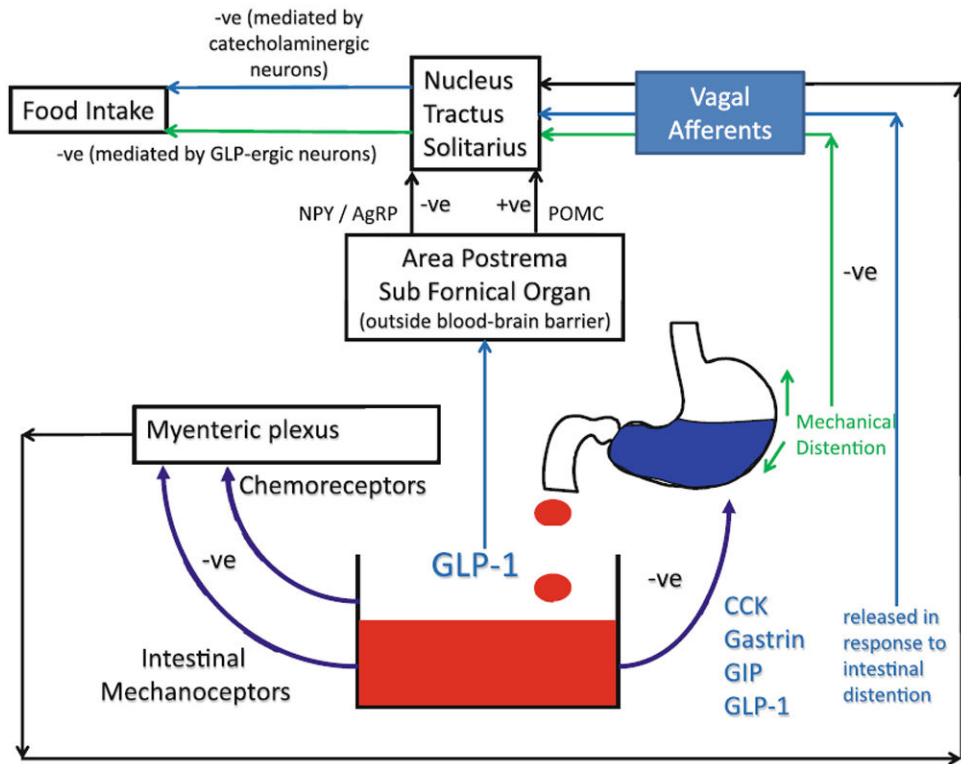 -ve (mediated by
catecholaminergic
neurons)
Food Intake
-ve (mediated by GLP-ergic neurons)
Nucleus
Tractus
Solitarius
Vagal
Afferents
NPY / AgRP
-ve
+ve
POMC
Area Postrema
Sub Fornical Organ
(outside blood-brain barrier)
-ve
Mechanical
Distention
Myenteric plexus
Chemoreceptors
-ve
Intestinal
Mechanoceptors
GLP-1
-ve
CCK
Gastrin
GIP
GLP-1
released in
response to
intestinal
distention